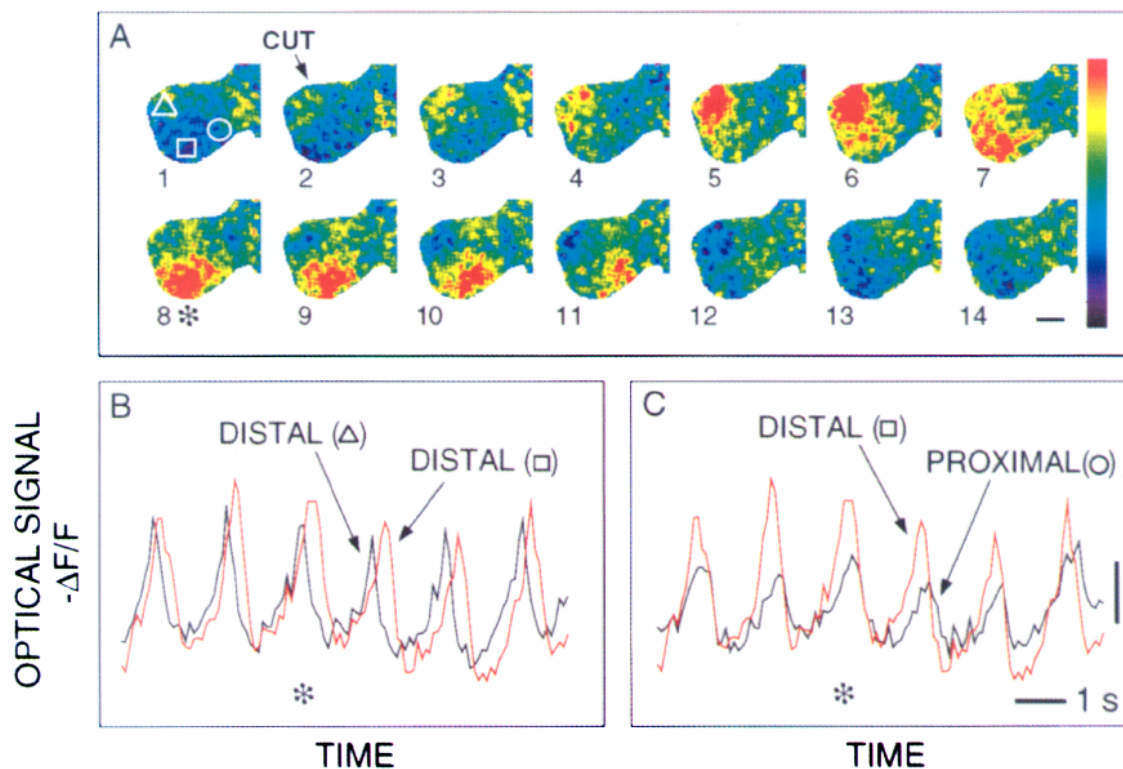 A
CUT
1 2 3 4 5 6 7
8 * 9 10 11 12 13 14
OPTICAL SIGNAL
-ΔF/F
B
DISTAL (△)
DISTAL (□)
*
TIME
C
DISTAL (□)
PROXIMAL(○)
*
1 s
TIME